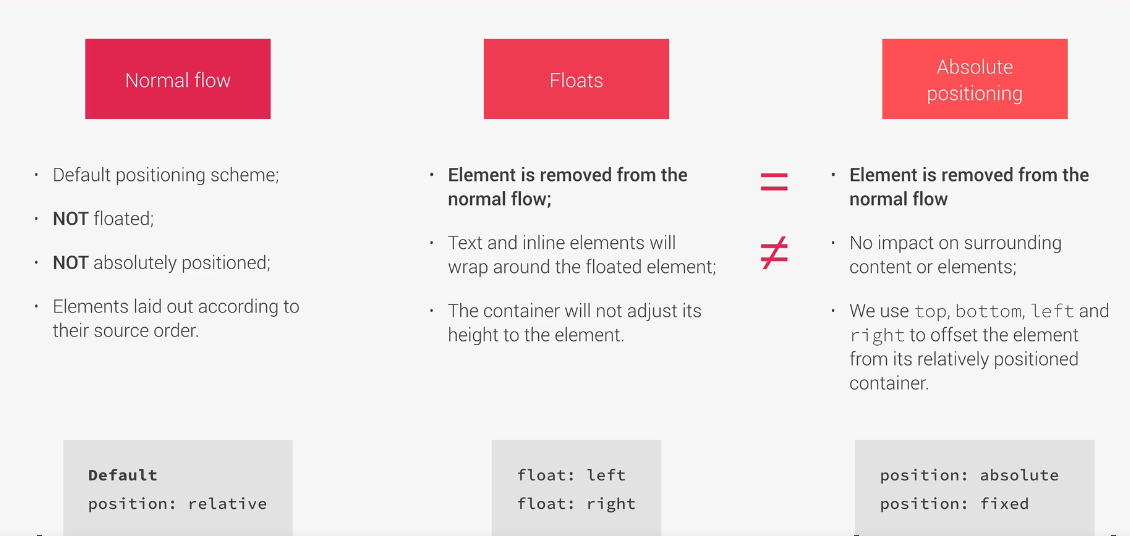 Normal flow
• Default positioning scheme;
• NOT floated;
• NOT absolutely positioned;
• Elements laid out according to
their source order.
Default
position: relative
Floats
• Element is removed from the
normal flow;
• Text and inline elements will
wrap around the floated element;
• The container will not adjust its
height to the element.
float: left
float: right
=
≠
Absolute
positioning
• Element is removed from the
normal flow
• No impact on surrounding
content or elements;
• We use top, bottom, left and
right to offset the element
from its relatively positioned
container.
position: absolute
position: fixed